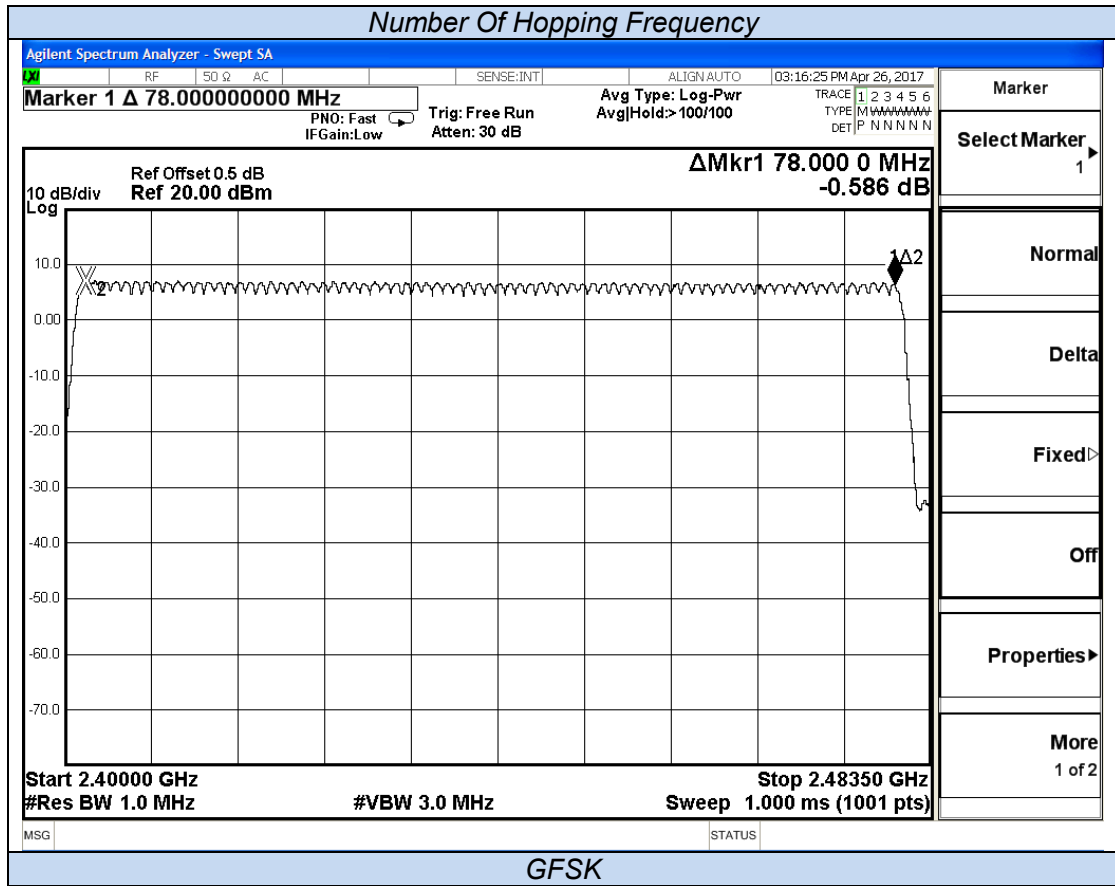 Number Of Hopping Frequency
Agilent Spectrum Analyzer - Swept SA
LXI RF 50 Ω AC SENSE:INT ALIGN AUTO 03:16:25 PM Apr 26, 2017
Marker 1 Δ 78.000000000 MHz
PNO: Fast
IFGain:Low
Trig: Free Run
Atten: 30 dB
Avg Type: Log-Pwr
Avg|Hold:>100/100
TRACE 1 2 3 4 5 6
TYPE M WWWWW
DET P N N N N N
Marker
Select Marker
1
Normal
Delta
Fixed
Off
Properties
More
1 of 2
ΔMkr1 78.000 0 MHz
-0.586 dB
Ref Offset 0.5 dB
10 dB/div Ref 20.00 dBm
Log
10.0
0.00
-10.0
-20.0
-30.0
-40.0
-50.0
-60.0
-70.0
2
1Δ2
Start 2.40000 GHz Stop 2.48350 GHz
#Res BW 1.0 MHz #VBW 3.0 MHz Sweep 1.000 ms (1001 pts)
MSG STATUS
GFSK